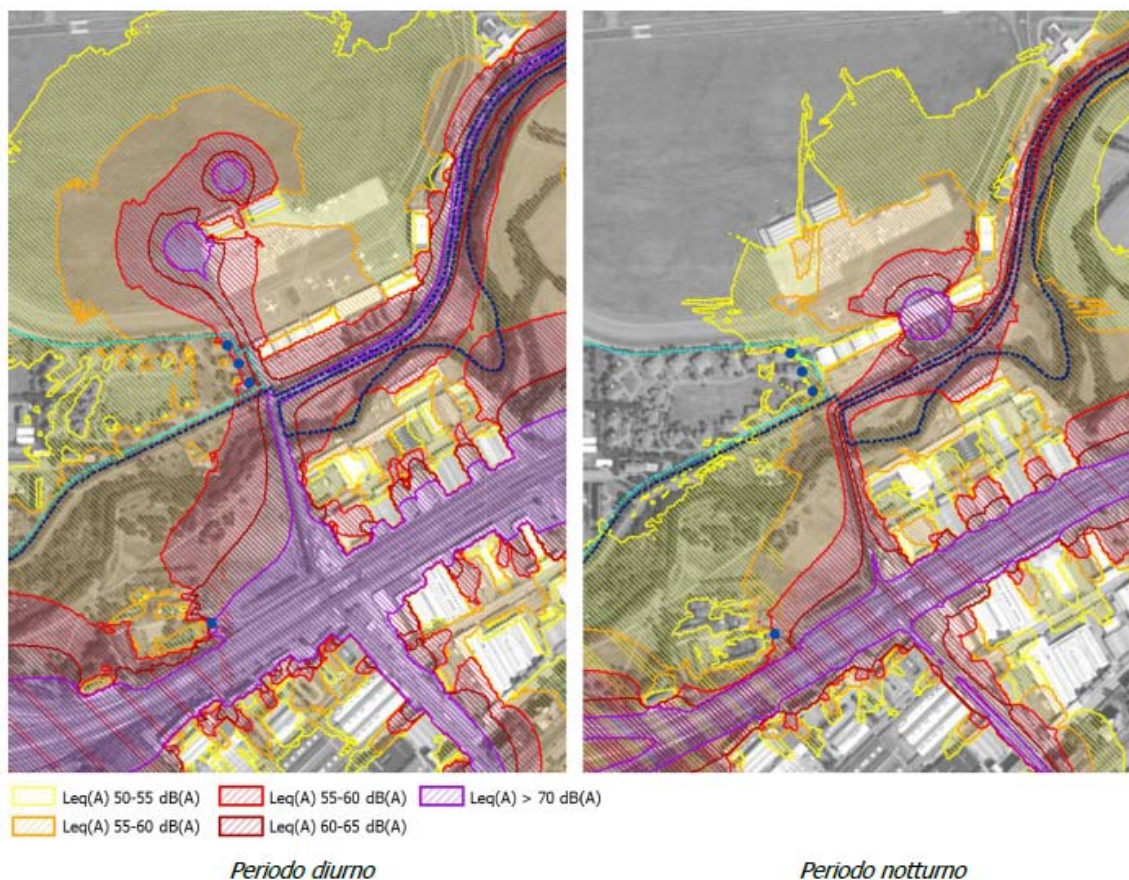 Leq(A) 50-55 dB(A)
Leq(A) 55-60 dB(A)
Leq(A) > 70 dB(A)
Leq(A) 55-60 dB(A)
Leq(A) 60-65 dB(A)
Periodo diurno
Periodo notturno